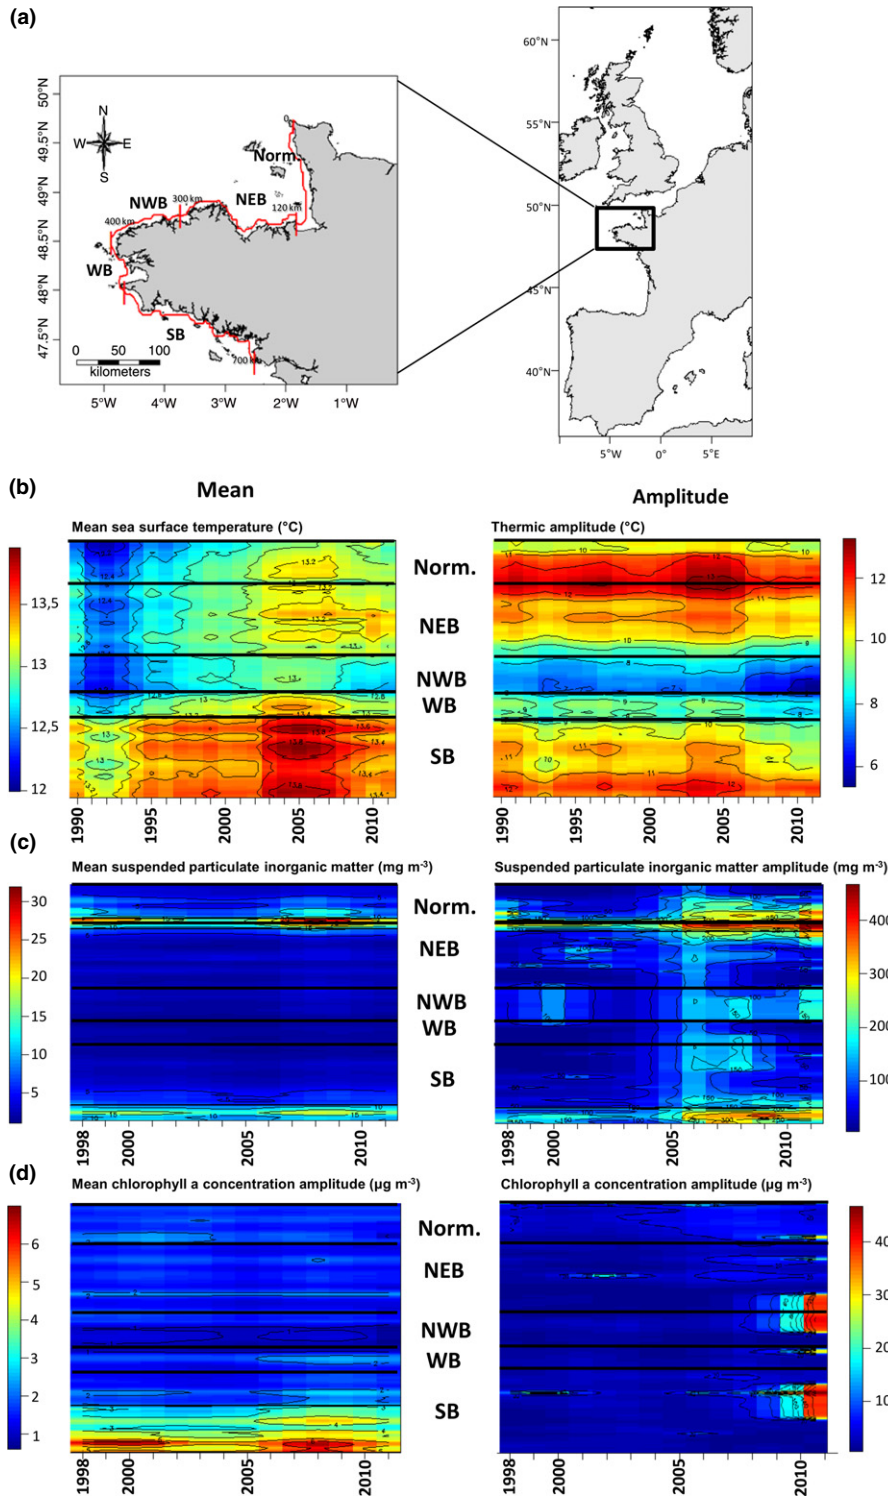 (a)
60°N
55°N
50°N
45°N
40°N
5°W 0° 5°E
50°N
49.5°N
49°N
48.5°N
48°N
47.5°N
N
W E
S
0
Norm.
NWB
300 km
NEB
120 km
400 km
WB
SB
700 km
0 50 100
kilometers
5°W 4°W 3°W 2°W 1°W
(b)
Mean
Amplitude
Mean sea surface temperature (°C)
Thermic amplitude (°C)
13,5
13
12,5
12
Norm.
NEB
NWB
WB
SB
12
10
8
6
1990 1995 2000 2005 2010
1990 1995 2000 2005 2010
(c)
Mean suspended particulate inorganic matter (mg m-3)
Suspended particulate inorganic matter amplitude (mg m-3)
30
25
20
15
10
5
Norm.
NEB
NWB
WB
SB
400
300
200
100
1998 2000 2005 2010
1998 2000 2005 2010
(d)
Mean chlorophyll a concentration amplitude (µg m-3)
Chlorophyll a concentration amplitude (µg m-3)
6
5
4
3
2
1
Norm.
NEB
NWB
WB
SB
40
30
20
10
1998 2000 2005 2010
1998 2000 2005 2010